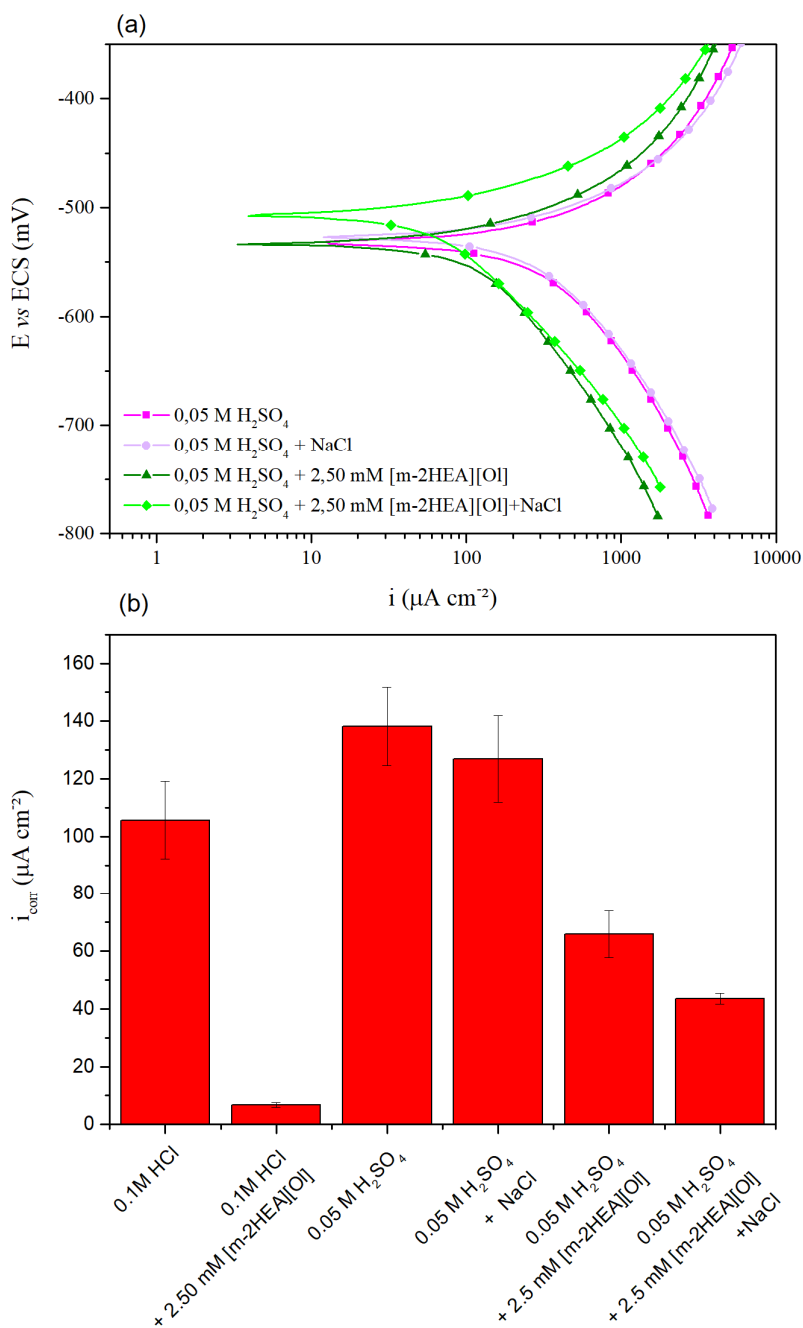 (a)
-400
-500
-600
-700
-800
E vs ECS (mV)
0,05 M H₂SO₄
0,05 M H₂SO₄ + NaCl
0,05 M H₂SO₄ + 2,50 mM [m-2HEA][Ol]
0,05 M H₂SO₄ + 2,50 mM [m-2HEA][Ol]+NaCl
1 10 100 1000 10000
i (μA cm⁻²)
(b)
160
140
120
100
80
60
40
20
0
i_corr (μA cm⁻²)
0.1M HCl
0.1M HCl
+ 2.50 mM [m-2HEA][Ol]
0.05 M H₂SO₄
0.05 M H₂SO₄
+ NaCl
0.05 M H₂SO₄
+ 2.5 mM [m-2HEA][Ol]
0.05 M H₂SO₄
+ 2.5 mM [m-2HEA][Ol]
+NaCl